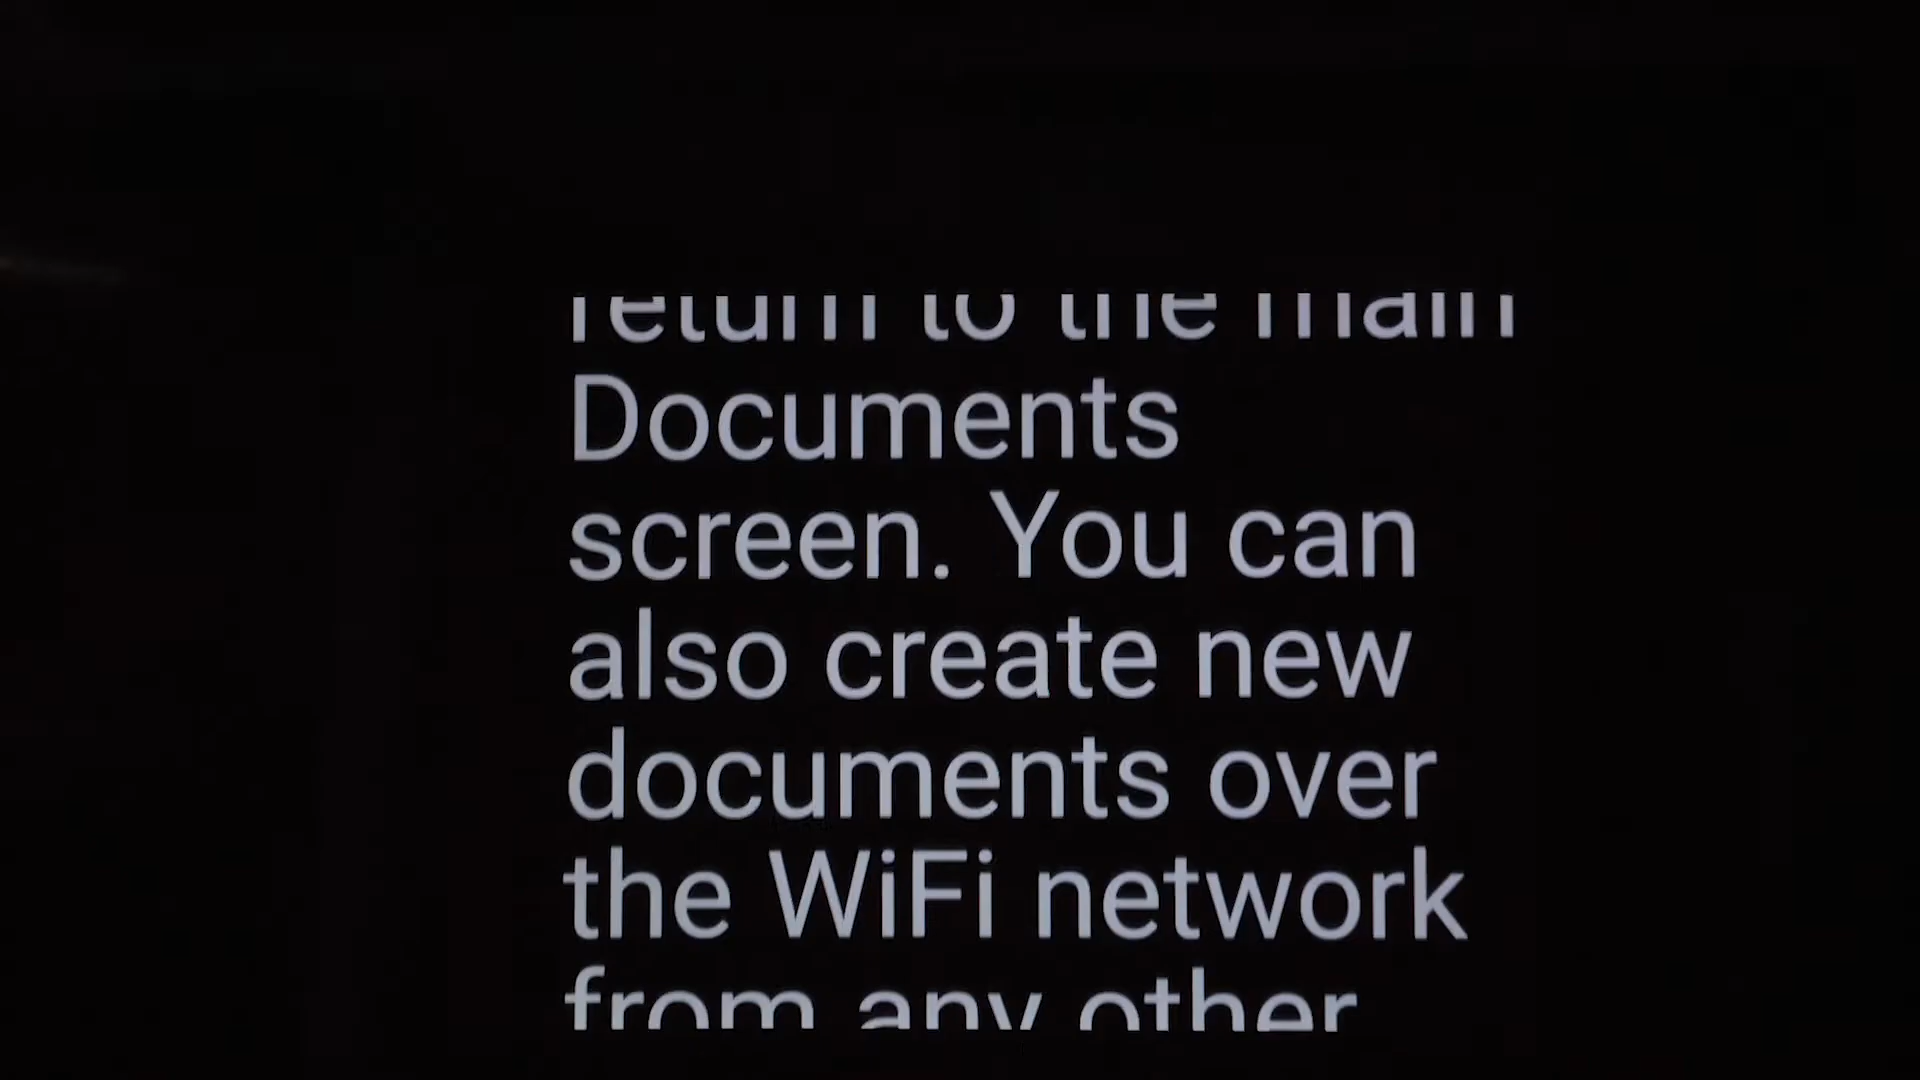 return to the main
Documents
screen. You can
also create new
documents over
the WiFi network
from any other